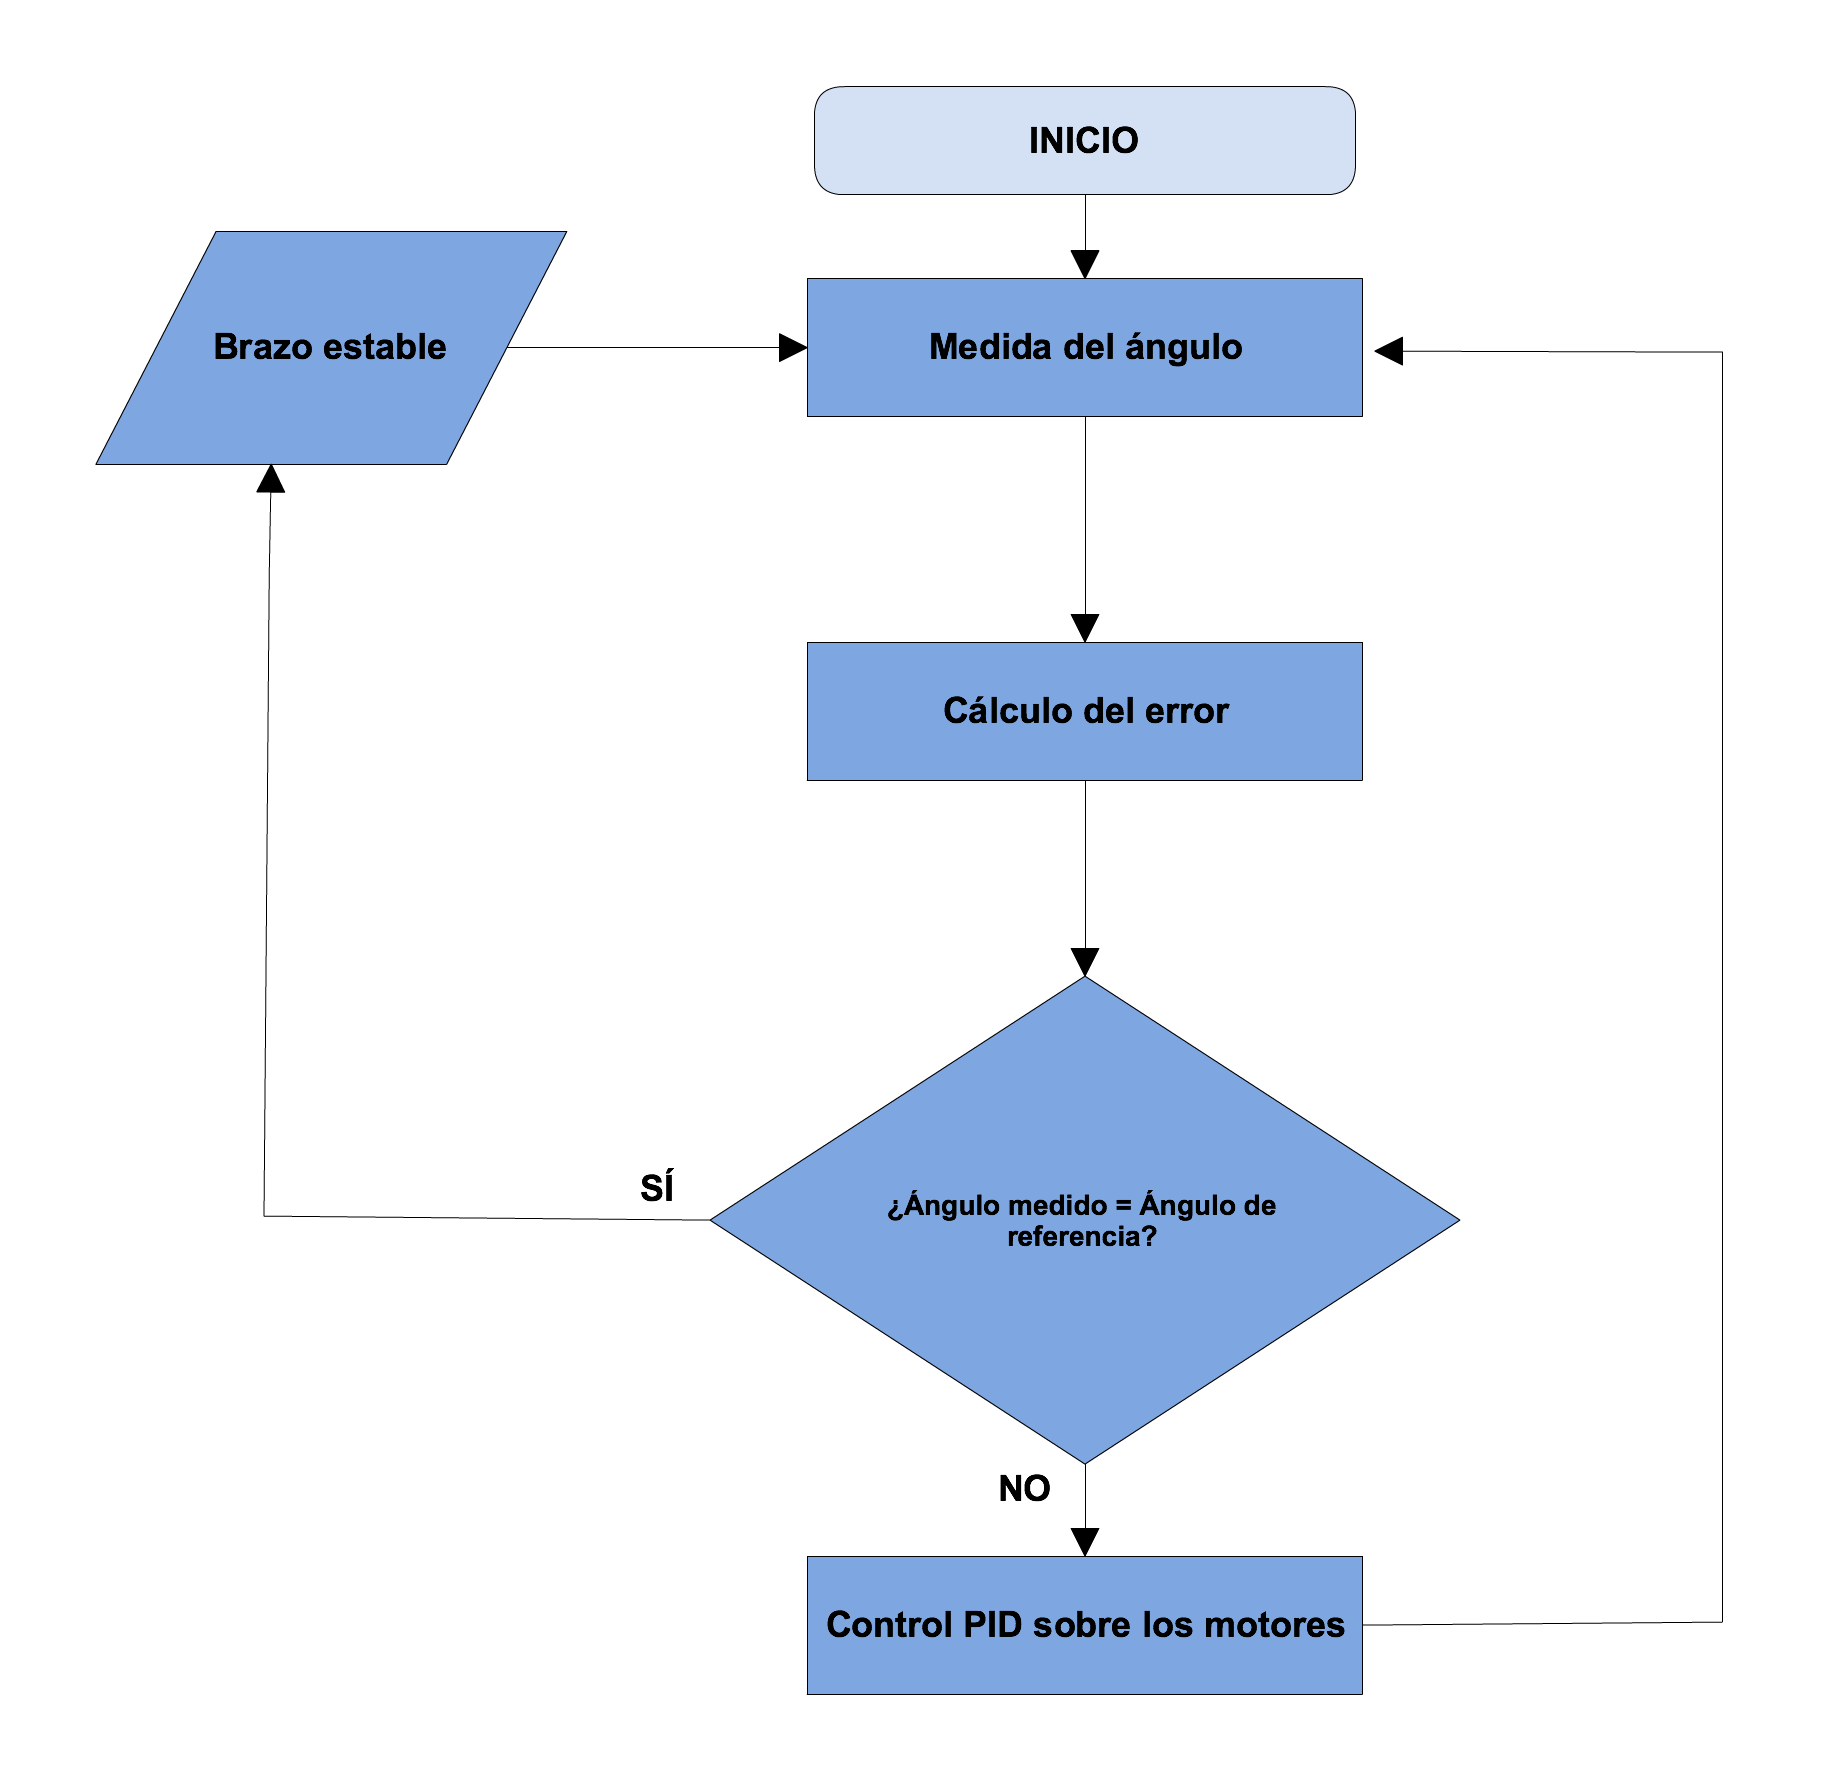 INICIO
Brazo estable
Medida del ángulo
Cálculo del error
SÍ
¿Ángulo medido = Ángulo de
referencia?
NO
Control PID sobre los motores